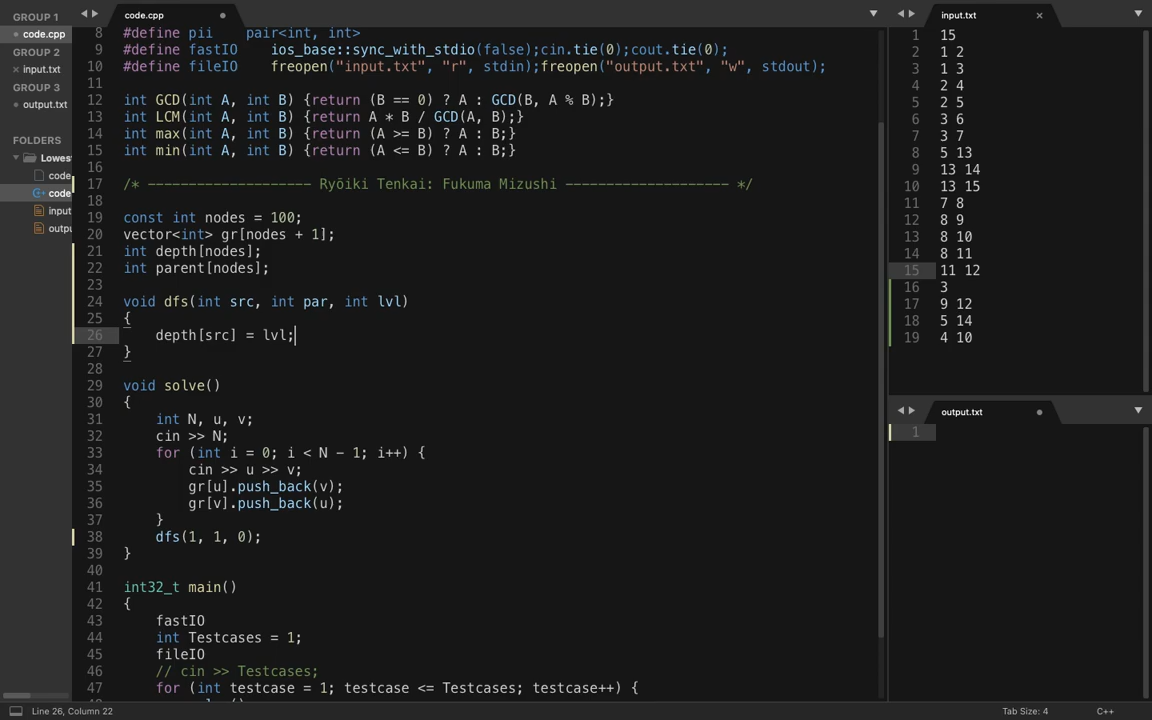 GROUP 1
code.cpp
GROUP 2
input.txt
GROUP 3
output.txt
FOLDERS
Lowes
code
code
input
outpu
code.cpp
8 #define pii    pair<int, int>
9 #define fastIO    ios_base::sync_with_stdio(false);cin.tie(0);cout.tie(0);
10 #define fileIO    freopen("input.txt", "r", stdin);freopen("output.txt", "w", stdout);
11
12 int GCD(int A, int B) {return (B == 0) ? A : GCD(B, A % B);}
13 int LCM(int A, int B) {return A * B / GCD(A, B);}
14 int max(int A, int B) {return (A >= B) ? A : B;}
15 int min(int A, int B) {return (A <= B) ? A : B;}
16
17 /* -------------------- Ryōiki Tenkai: Fukuma Mizushi -------------------- */
18
19 const int nodes = 100;
20 vector<int> gr[nodes + 1];
21 int depth[nodes];
22 int parent[nodes];
23
24 void dfs(int src, int par, int lvl)
25 {
26     depth[src] = lvl;
27 }
28
29 void solve()
30 {
31     int N, u, v;
32     cin >> N;
33     for (int i = 0; i < N - 1; i++) {
34         cin >> u >> v;
35         gr[u].push_back(v);
36         gr[v].push_back(u);
37     }
38     dfs(1, 1, 0);
39 }
40
41 int32_t main()
42 {
43     fastIO
44     int Testcases = 1;
45     fileIO
46     // cin >> Testcases;
47     for (int testcase = 1; testcase <= Testcases; testcase++) {
input.txt
1 15
2 1 2
3 1 3
4 2 4
5 2 5
6 3 6
7 3 7
8 5 13
9 13 14
10 13 15
11 7 8
12 8 9
13 8 10
14 8 11
15 11 12
16 3
17 9 12
18 5 14
19 4 10
output.txt
1
Line 26, Column 22
Tab Size: 4
C++